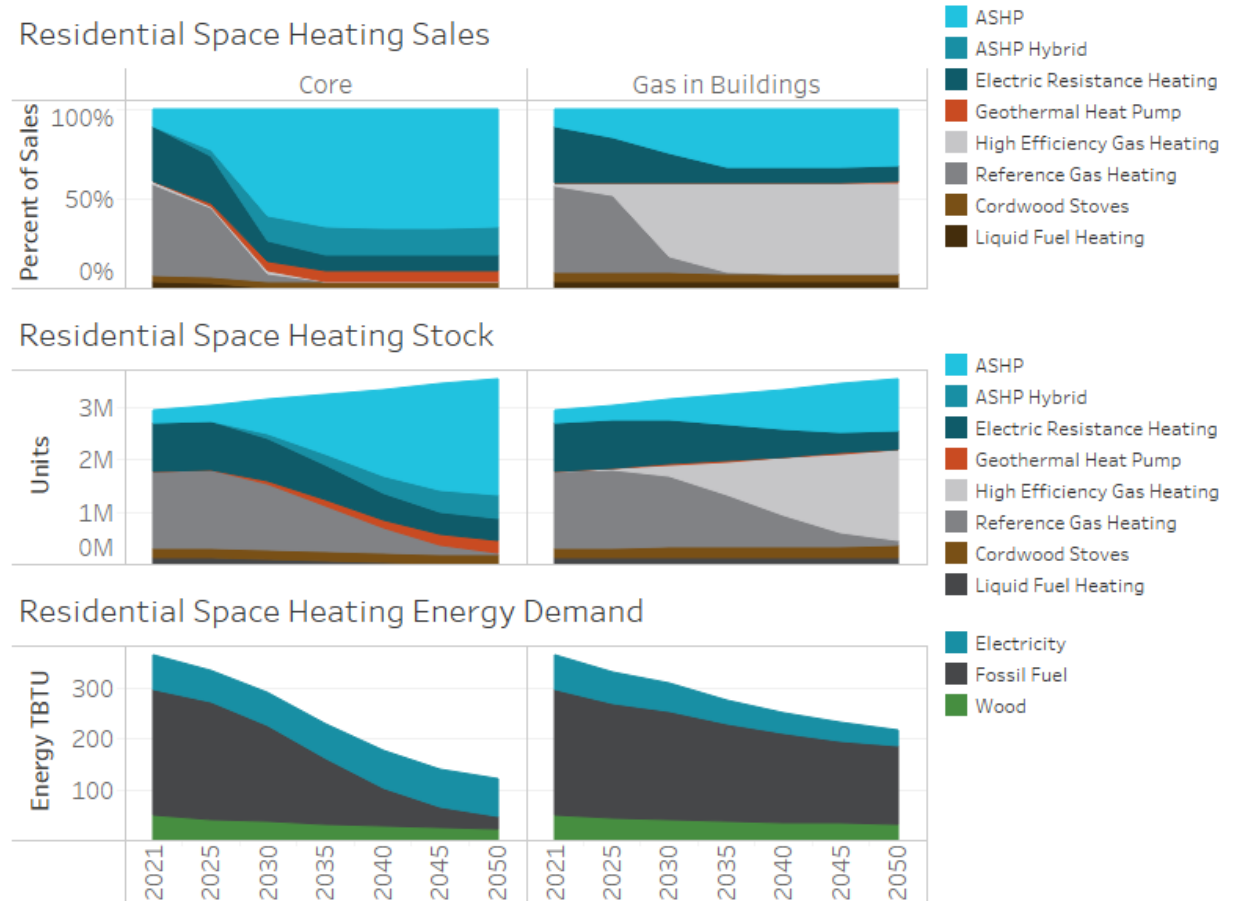 Residential Space Heating Sales
Core
Gas in Buildings
Percent of Sales
100%
50%
0%
ASHP
ASHP Hybrid
Electric Resistance Heating
Geothermal Heat Pump
High Efficiency Gas Heating
Reference Gas Heating
Cordwood Stoves
Liquid Fuel Heating
Residential Space Heating Stock
Units
3M
2M
1M
0M
ASHP
ASHP Hybrid
Electric Resistance Heating
Geothermal Heat Pump
High Efficiency Gas Heating
Reference Gas Heating
Cordwood Stoves
Liquid Fuel Heating
Residential Space Heating Energy Demand
Energy TBTU
300
200
100
Electricity
Fossil Fuel
Wood
2021 2025 2030 2035 2040 2045 2050
2021 2025 2030 2035 2040 2045 2050